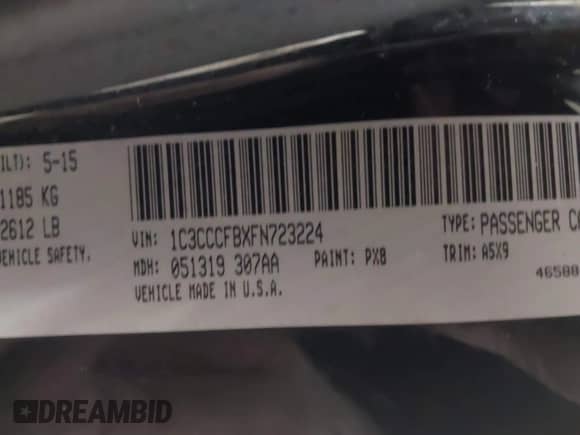 ILT): 5-15
1185 KG
2612 LB
VEHICLE SAFETY.
VIN: 1C3CCCFBXFN723224
TYPE: PASSENGER
MDH: 051319 307AA
PAINT: PX8
TRIM: A5X9
VEHICLE MADE IN U.S.A.
46588
DREAMBID